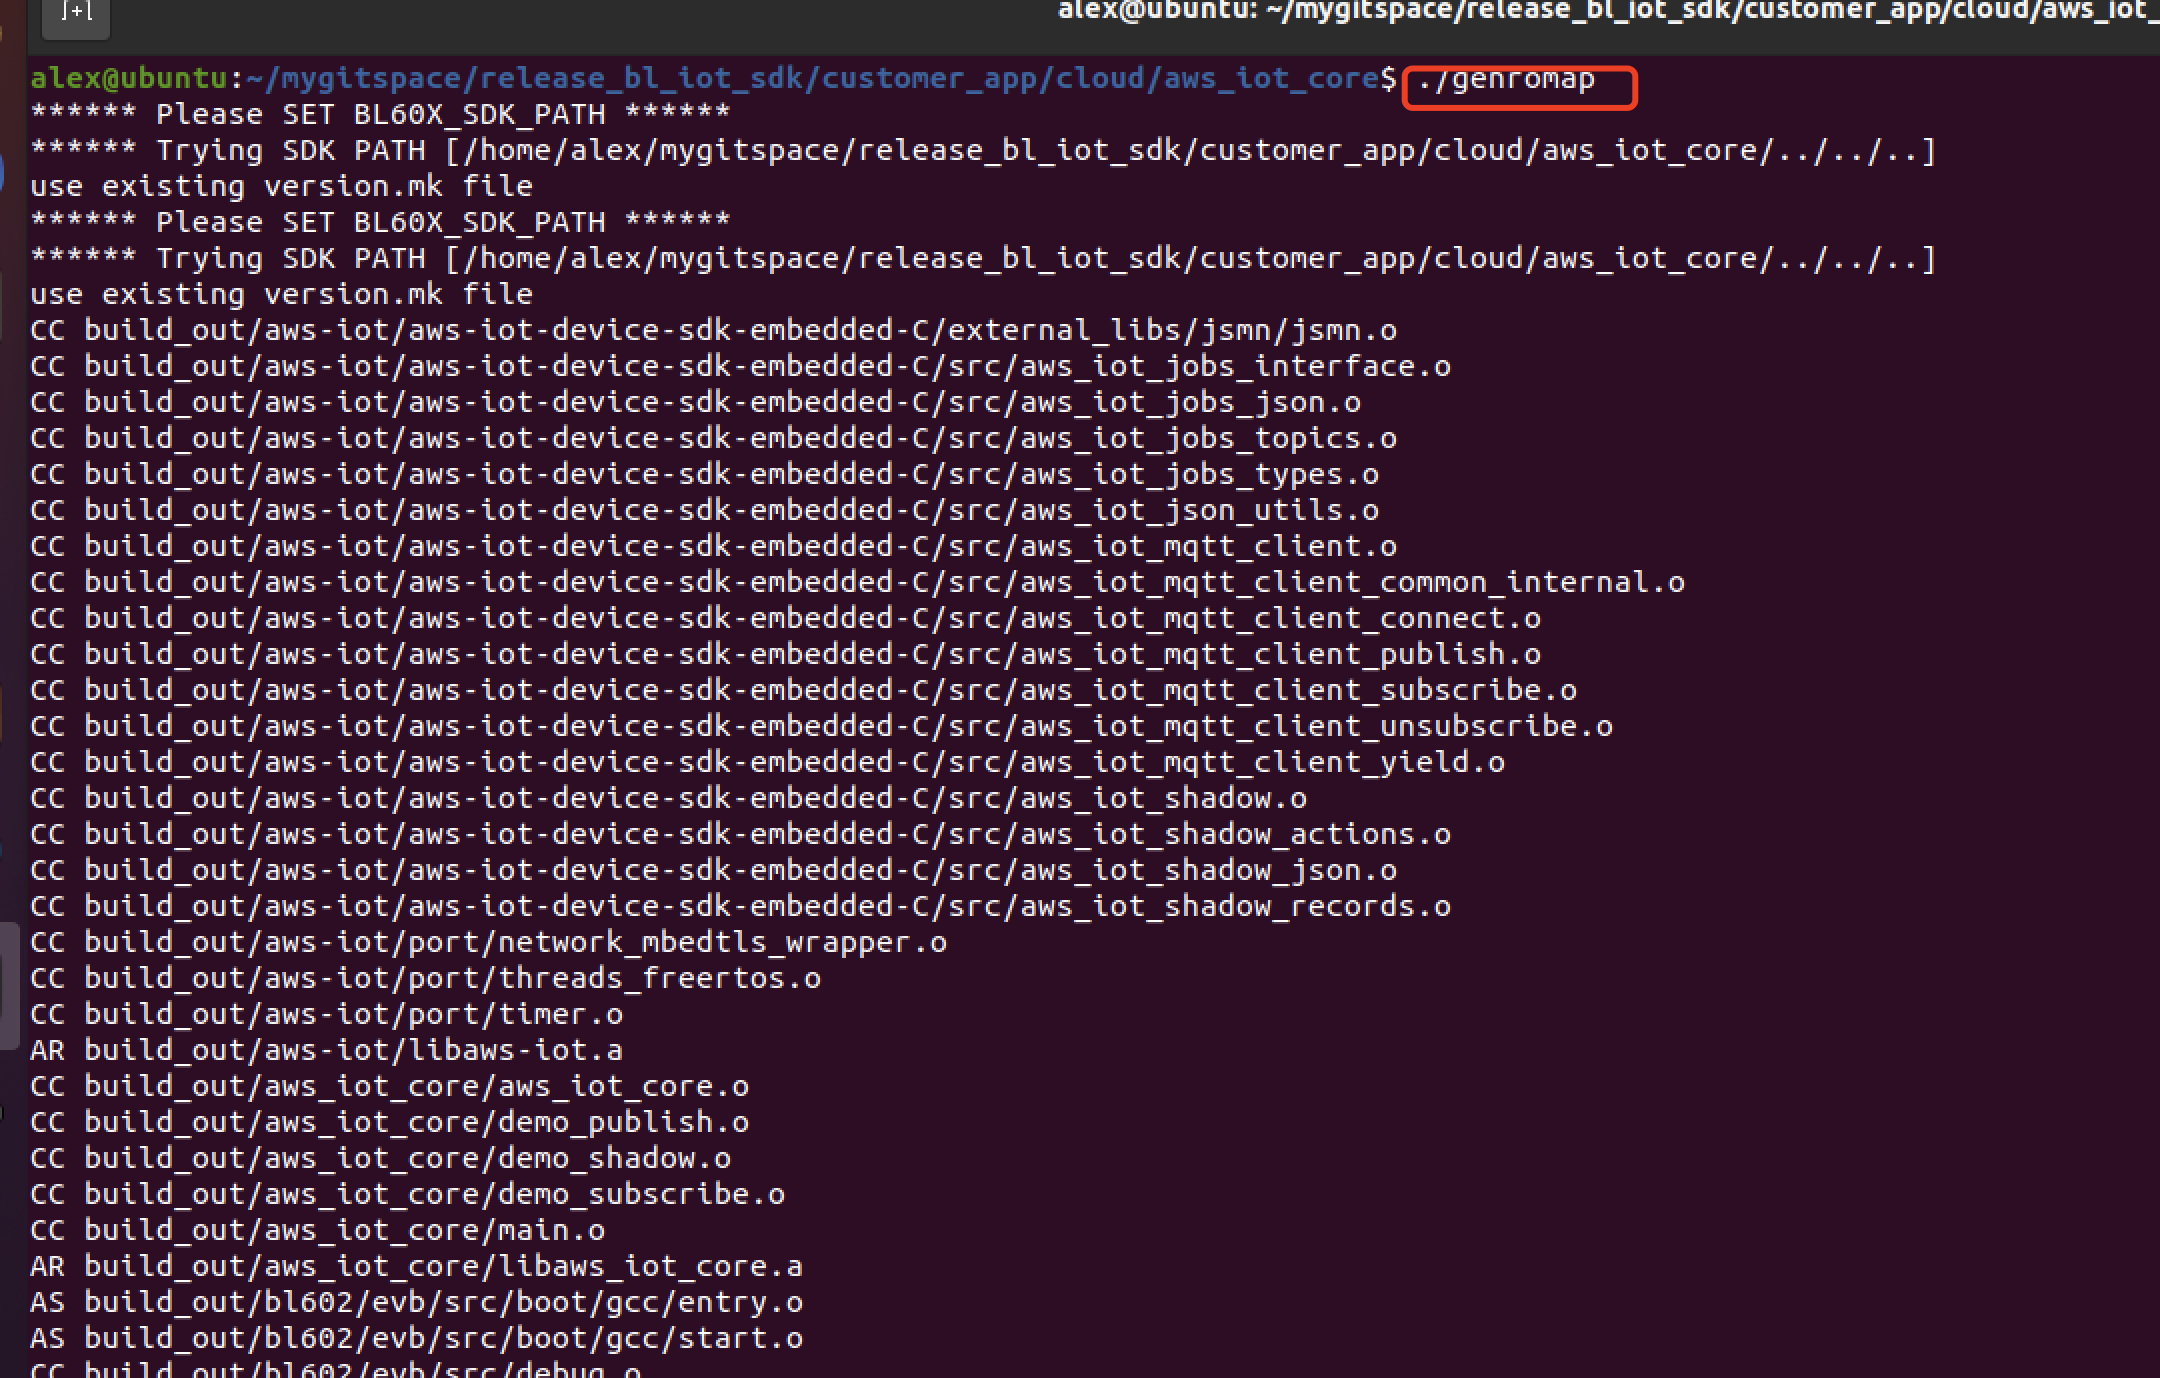 alex@ubuntu: ~/mygitspace/release_bl_iot_sdk/customer_app/cloud/aws_iot_
alex@ubuntu:~/mygitspace/release_bl_iot_sdk/customer_app/cloud/aws_iot_core$ ./genromap
****** Please SET BL60X_SDK_PATH ******
****** Trying SDK PATH [/home/alex/mygitspace/release_bl_iot_sdk/customer_app/cloud/aws_iot_core/../../..]
use existing version.mk file
****** Please SET BL60X_SDK_PATH ******
****** Trying SDK PATH [/home/alex/mygitspace/release_bl_iot_sdk/customer_app/cloud/aws_iot_core/../../..]
use existing version.mk file
CC build_out/aws-iot/aws-iot-device-sdk-embedded-C/external_libs/jsmn/jsmn.o
CC build_out/aws-iot/aws-iot-device-sdk-embedded-C/src/aws_iot_jobs_interface.o
CC build_out/aws-iot/aws-iot-device-sdk-embedded-C/src/aws_iot_jobs_json.o
CC build_out/aws-iot/aws-iot-device-sdk-embedded-C/src/aws_iot_jobs_topics.o
CC build_out/aws-iot/aws-iot-device-sdk-embedded-C/src/aws_iot_jobs_types.o
CC build_out/aws-iot/aws-iot-device-sdk-embedded-C/src/aws_iot_json_utils.o
CC build_out/aws-iot/aws-iot-device-sdk-embedded-C/src/aws_iot_mqtt_client.o
CC build_out/aws-iot/aws-iot-device-sdk-embedded-C/src/aws_iot_mqtt_client_common_internal.o
CC build_out/aws-iot/aws-iot-device-sdk-embedded-C/src/aws_iot_mqtt_client_connect.o
CC build_out/aws-iot/aws-iot-device-sdk-embedded-C/src/aws_iot_mqtt_client_publish.o
CC build_out/aws-iot/aws-iot-device-sdk-embedded-C/src/aws_iot_mqtt_client_subscribe.o
CC build_out/aws-iot/aws-iot-device-sdk-embedded-C/src/aws_iot_mqtt_client_unsubscribe.o
CC build_out/aws-iot/aws-iot-device-sdk-embedded-C/src/aws_iot_mqtt_client_yield.o
CC build_out/aws-iot/aws-iot-device-sdk-embedded-C/src/aws_iot_shadow.o
CC build_out/aws-iot/aws-iot-device-sdk-embedded-C/src/aws_iot_shadow_actions.o
CC build_out/aws-iot/aws-iot-device-sdk-embedded-C/src/aws_iot_shadow_json.o
CC build_out/aws-iot/aws-iot-device-sdk-embedded-C/src/aws_iot_shadow_records.o
CC build_out/aws-iot/port/network_mbedtls_wrapper.o
CC build_out/aws-iot/port/threads_freertos.o
CC build_out/aws-iot/port/timer.o
AR build_out/aws-iot/libaws-iot.a
CC build_out/aws_iot_core/aws_iot_core.o
CC build_out/aws_iot_core/demo_publish.o
CC build_out/aws_iot_core/demo_shadow.o
CC build_out/aws_iot_core/demo_subscribe.o
CC build_out/aws_iot_core/main.o
AR build_out/aws_iot_core/libaws_iot_core.a
AS build_out/bl602/evb/src/boot/gcc/entry.o
AS build_out/bl602/evb/src/boot/gcc/start.o
CC build_out/bl602/evb/src/debug.o